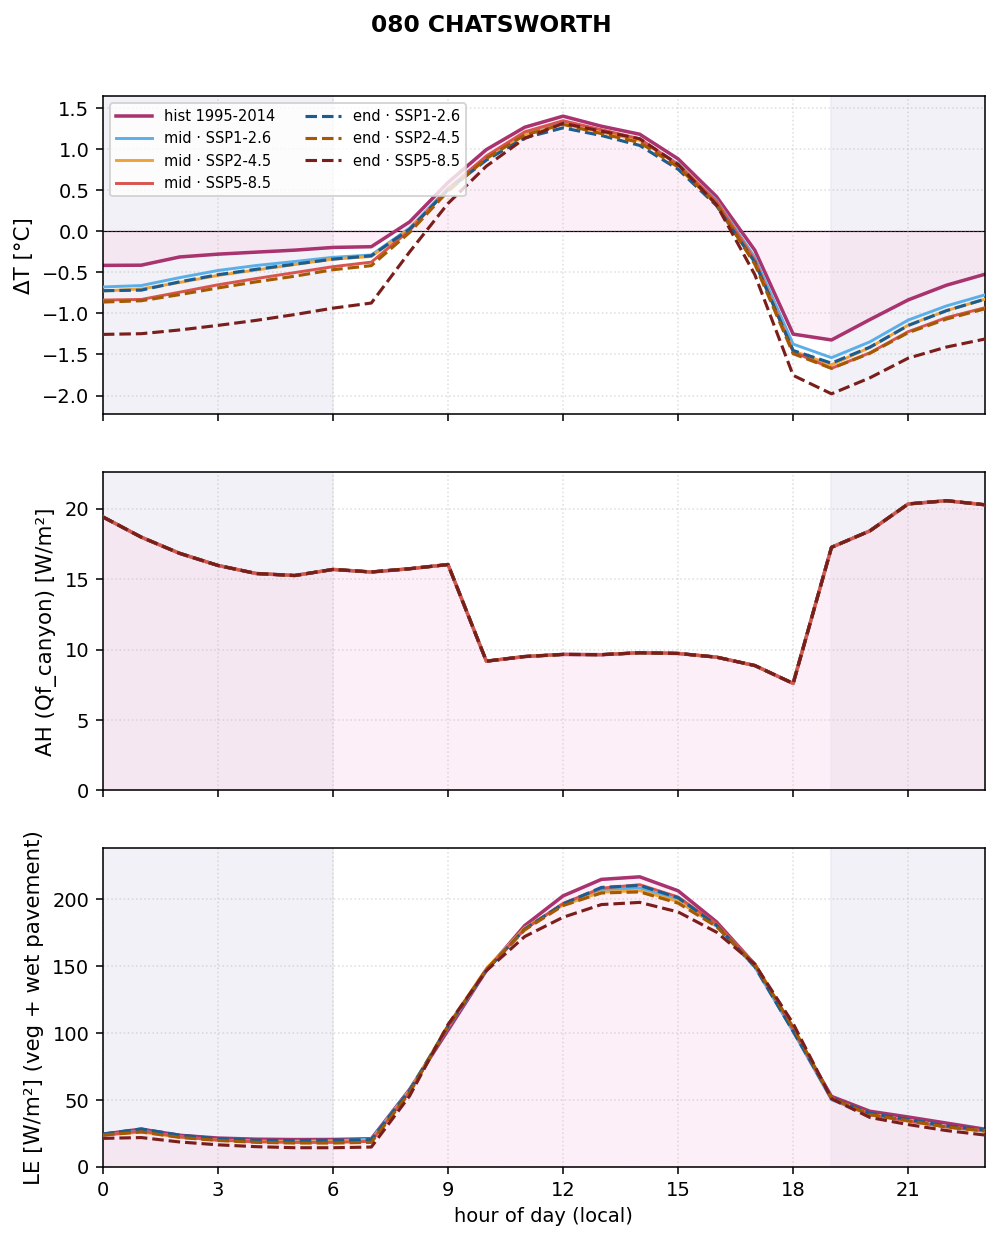 080 CHATSWORTH
ΔT [°C]
1.5
1.0
0.5
0.0
−0.5
−1.0
−1.5
−2.0
hist 1995-2014
mid · SSP1-2.6
mid · SSP2-4.5
mid · SSP5-8.5
end · SSP1-2.6
end · SSP2-4.5
end · SSP5-8.5
AH (Qf_canyon) [W/m²]
20
15
10
5
0
LE [W/m²] (veg + wet pavement)
200
150
100
50
0
0 3 6 9 12 15 18 21
hour of day (local)